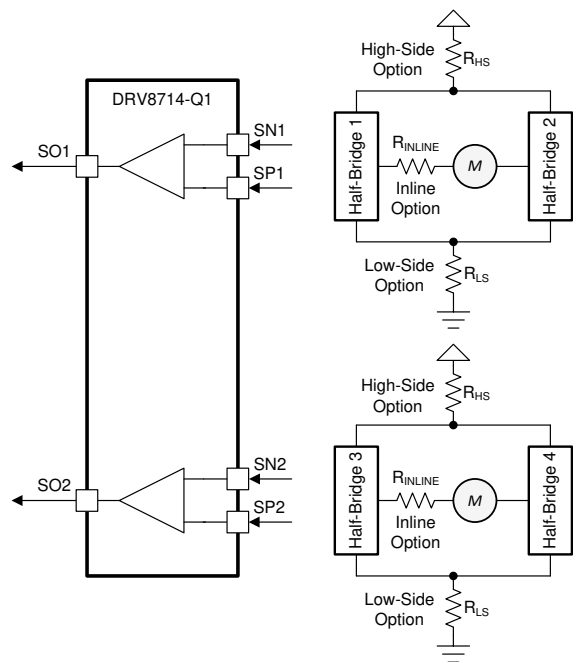 DRV8714-Q1
SO1
SN1
SP1
SO2
SN2
SP2
High-Side
Option
RHS
Half-Bridge 1
RINLINE
Inline
Option
M
Half-Bridge 2
Low-Side
Option
RLS
High-Side
Option
RHS
Half-Bridge 3
RINLINE
Inline
Option
M
Half-Bridge 4
Low-Side
Option
RLS